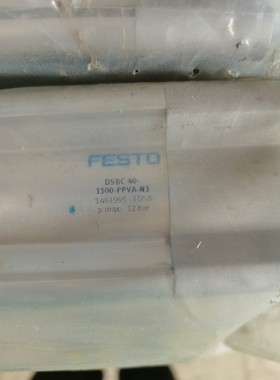 FESTO
DSBC-40-
1100-PPVA-N3
p max. 12 bar